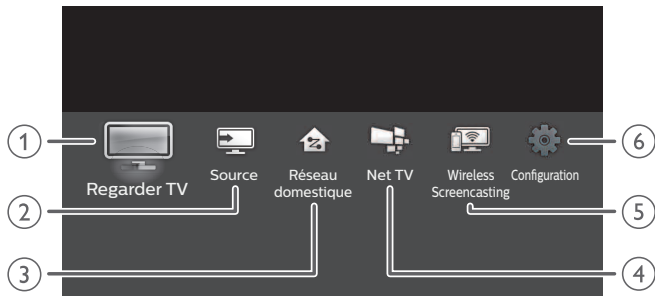 1
Regarder TV
2
Source
3
Réseau
domestique
Net TV
4
Wireless
Screencasting
5
Configuration
6